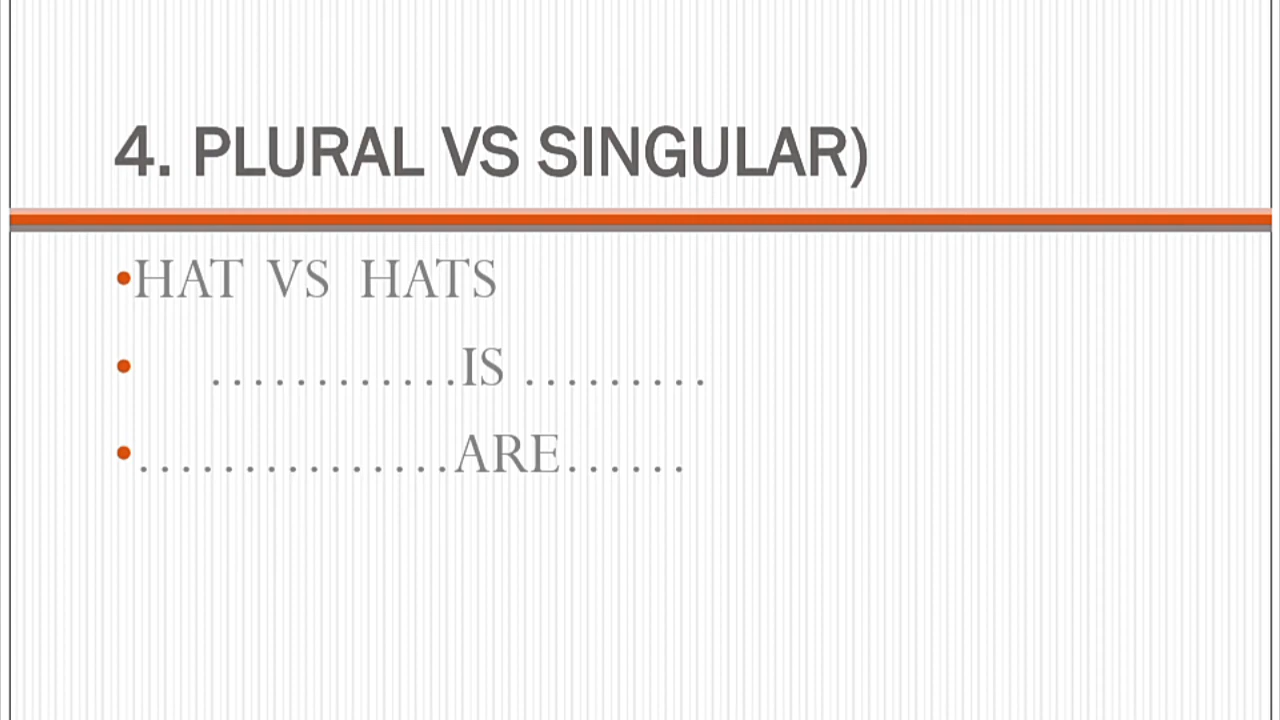 4. PLURAL VS SINGULAR)
•HAT VS HATS
• ............IS .........
•...............ARE......